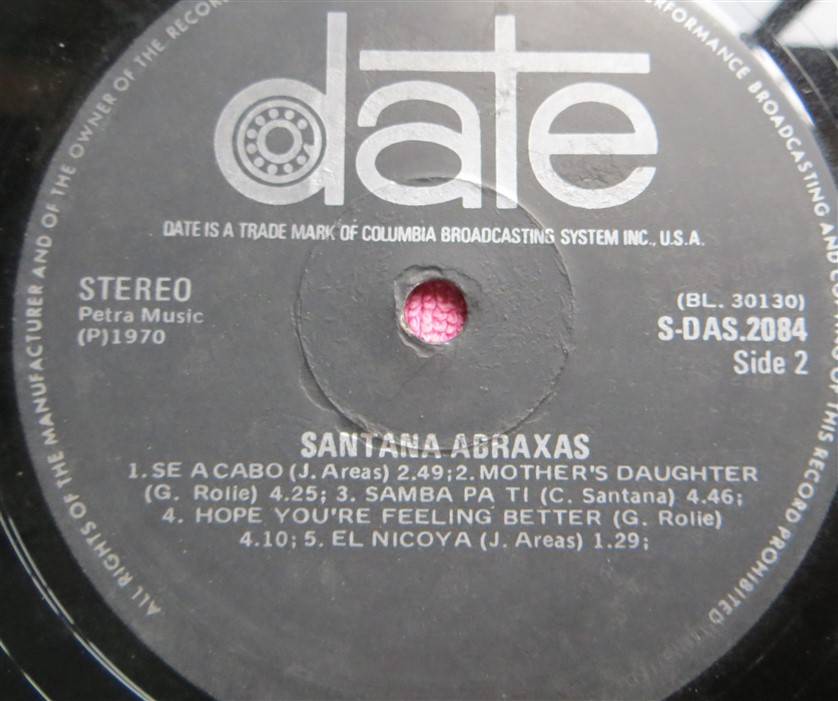 date
DATE IS A TRADE MARK OF COLUMBIA BROADCASTING SYSTEM INC., U.S.A.
STEREO
Petra Music
(P)1970
(BL. 30130)
S-DAS.2084
Side 2
SANTANA ABRAXAS
1.SE ACABO (J. Areas) 2.49;2. MOTHER'S DAUGHTER
(G. Rolie) 4.25; 3. SAMBA PA TI (C. Santana) 4.46;
4. HOPE YOU'RE FEELING BETTER (G. Rolie)
4.10; 5. EL NICOYA (J. Areas) 1.29;
ALL RIGHTS OF THE MANUFACTURER AND OF THE OWNER OF THE RECOR
PERFORMANCE BROADCASTING AND
OF THIS RECORD PROHIBITED